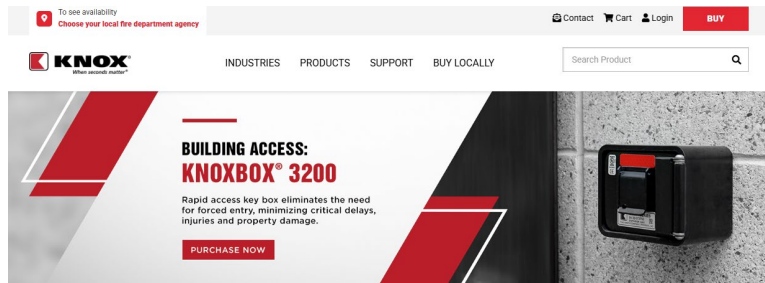 To see availability
Choose your local fire department agency
Contact Cart Login BUY
KNOX®
When seconds matter®
INDUSTRIES PRODUCTS SUPPORT BUY LOCALLY
Search Product
BUILDING ACCESS:
KNOXBOX® 3200
Rapid access key box eliminates the need
for forced entry, minimizing critical delays,
injuries and property damage.
PURCHASE NOW